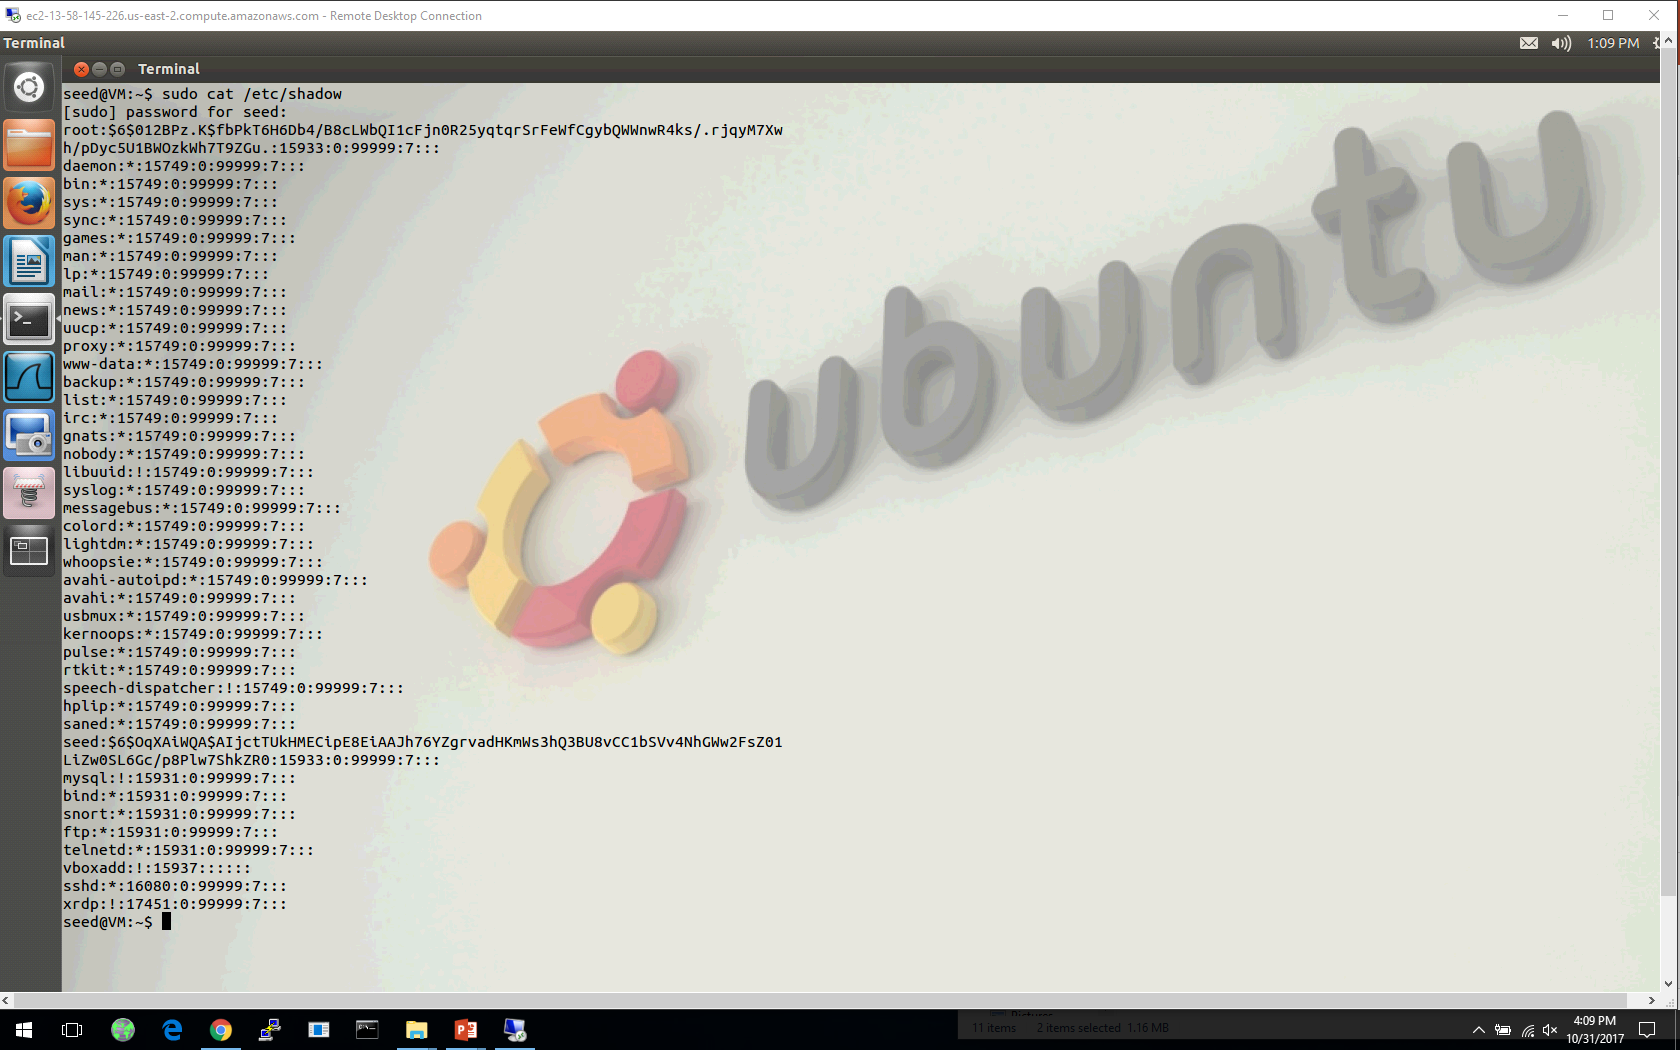 ec2-13-58-145-226.us-east-2.compute.amazonaws.com - Remote Desktop Connection
Terminal
1:09 PM
Terminal
seed@VM:~$ sudo cat /etc/shadow
[sudo] password for seed:
root:$6$012BPz.K$fbPkT6H6Db4/B8cLWbQI1cFjn0R25yqtqrSrFeWfCgybQWWnwR4ks/.rjqyM7Xw
h/pDyc5U1BWOzkWh7T9ZGu.:15933:0:99999:7:::
daemon:*:15749:0:99999:7:::
bin:*:15749:0:99999:7:::
sys:*:15749:0:99999:7:::
sync:*:15749:0:99999:7:::
games:*:15749:0:99999:7:::
man:*:15749:0:99999:7:::
lp:*:15749:0:99999:7:::
mail:*:15749:0:99999:7:::
news:*:15749:0:99999:7:::
uucp:*:15749:0:99999:7:::
proxy:*:15749:0:99999:7:::
www-data:*:15749:0:99999:7:::
backup:*:15749:0:99999:7:::
list:*:15749:0:99999:7:::
irc:*:15749:0:99999:7:::
gnats:*:15749:0:99999:7:::
nobody:*:15749:0:99999:7:::
libuuid:!:15749:0:99999:7:::
syslog:*:15749:0:99999:7:::
messagebus:*:15749:0:99999:7:::
colord:*:15749:0:99999:7:::
lightdm:*:15749:0:99999:7:::
whoopsie:*:15749:0:99999:7:::
avahi-autoipd:*:15749:0:99999:7:::
avahi:*:15749:0:99999:7:::
usbmux:*:15749:0:99999:7:::
kernoops:*:15749:0:99999:7:::
pulse:*:15749:0:99999:7:::
rtkit:*:15749:0:99999:7:::
speech-dispatcher:!:15749:0:99999:7:::
hplip:*:15749:0:99999:7:::
saned:*:15749:0:99999:7:::
seed:$6$OqXAiWQA$AIjctTUkHMECipE8EiAAJh76YZgrvadHKmWs3hQ3BU8vCC1bSVv4NhGWw2FsZ01
LiZw0SL6Gc/p8Plw7ShkZR0:15933:0:99999:7:::
mysql:!:15931:0:99999:7:::
bind:*:15931:0:99999:7:::
snort:*:15931:0:99999:7:::
ftp:*:15931:0:99999:7:::
telnetd:*:15931:0:99999:7:::
vboxadd:!:15937::::::
sshd:*:16080:0:99999:7:::
xrdp:!:17451:0:99999:7:::
seed@VM:~$
ubuntu
Pictures
11 items 2 items selected 1.16 MB
4:09 PM
10/31/2017